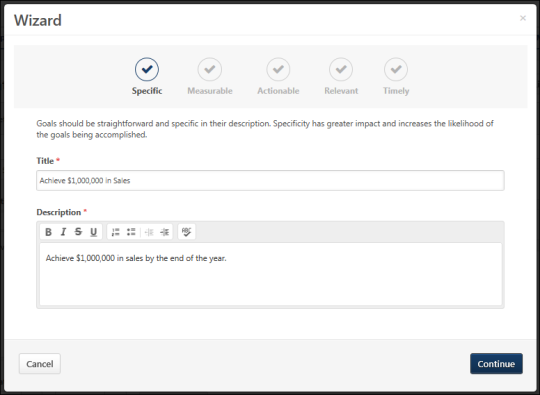 Wizard
×
Specific
Measurable
Actionable
Relevant
Timely
Goals should be straightforward and specific in their description. Specificity has greater impact and increases the likelihood of
the goals being accomplished.
Title *
Achieve $1,000,000 in Sales
Description *
B I S U ABC
Achieve $1,000,000 in sales by the end of the year.
Cancel
Continue